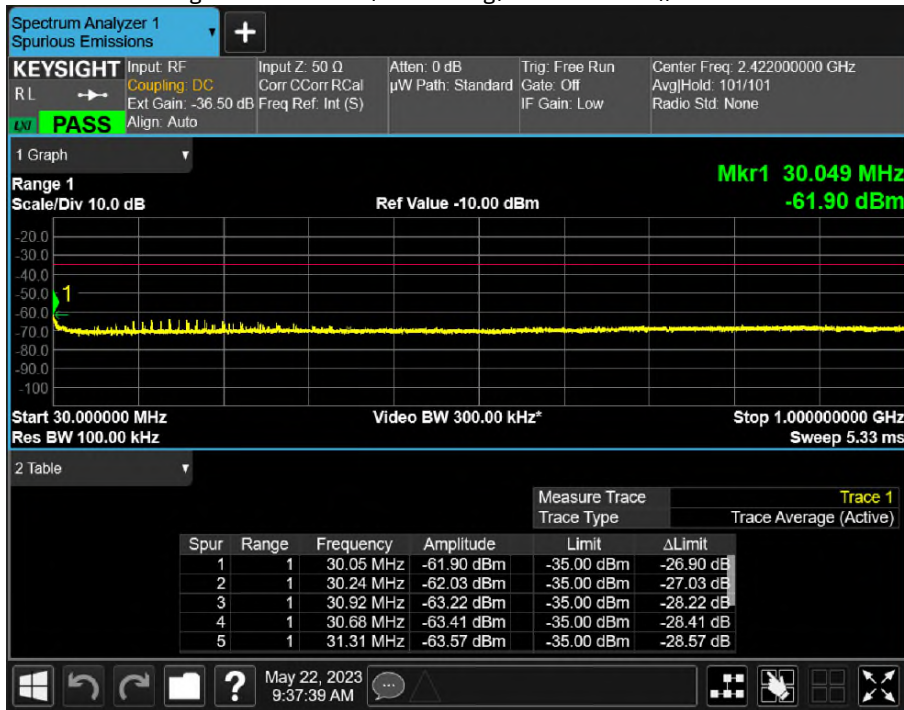 Spectrum Analyzer 1
Spurious Emissions
+
KEYSIGHT Input: RF Input Z: 50 Ω Atten: 0 dB Trig: Free Run Center Freq: 2.422000000 GHz
RL Coupling: DC Corr CCorr RCal µW Path: Standard Gate: Off Avg|Hold: 101/101
Ext Gain: -36.50 dB Freq Ref: Int (S) IF Gain: Low Radio Std: None
LXI PASS Align: Auto
1 Graph
Mkr1 30.049 MHz
Range 1
Scale/Div 10.0 dB Ref Value -10.00 dBm -61.90 dBm
-20.0
-30.0
-40.0
-50.0 1
-60.0
-70.0
-80.0
-90.0
-100
Start 30.000000 MHz Video BW 300.00 kHz* Stop 1.000000000 GHz
Res BW 100.00 kHz Sweep 5.33 ms
2 Table
Measure Trace Trace 1
Trace Type Trace Average (Active)
Spur Range Frequency Amplitude Limit ΔLimit
1 1 30.05 MHz -61.90 dBm -35.00 dBm -26.90 dB
2 1 30.24 MHz -62.03 dBm -35.00 dBm -27.03 dB
3 1 30.92 MHz -63.22 dBm -35.00 dBm -28.22 dB
4 1 30.68 MHz -63.41 dBm -35.00 dBm -28.41 dB
5 1 31.31 MHz -63.57 dBm -35.00 dBm -28.57 dB
? May 22, 2023
9:37:39 AM